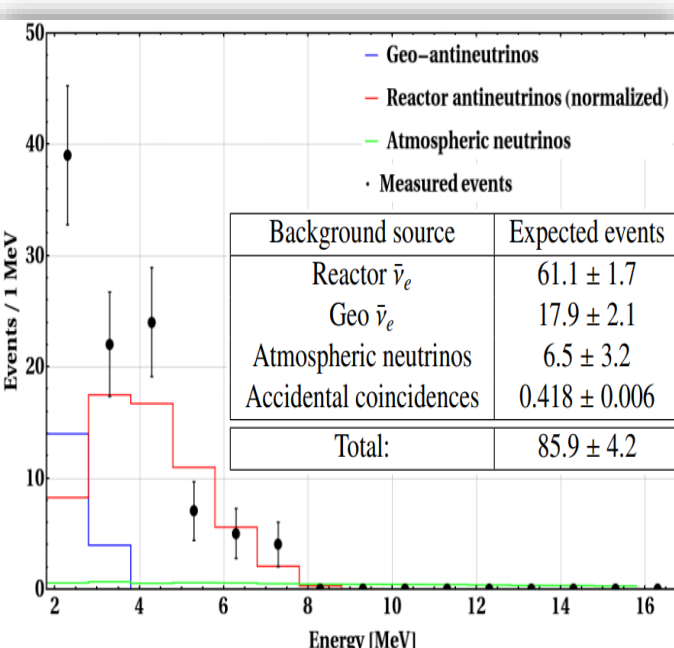 50
40
30
20
10
0
Events / 1 MeV
Geo-antineutrinos
Reactor antineutrinos (normalized)
Atmospheric neutrinos
Measured events
Background source Expected events
Reactor ν̄e 61.1 ± 1.7
Geo ν̄e 17.9 ± 2.1
Atmospheric neutrinos 6.5 ± 3.2
Accidental coincidences 0.418 ± 0.006
Total: 85.9 ± 4.2
2 4 6 8 10 12 14 16
Energy [MeV]